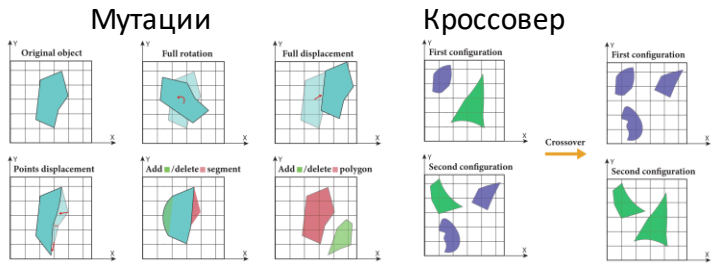 Мутации
Кроссовер
Y
Original object
X
Y
Full rotation
X
Y
Full displacement
X
Y
Points displacement
X
Y
Add /delete segment
X
Y
Add /delete polygon
X
Y
First configuration
X
Y
Second configuration
X
Crossover
Y
First configuration
X
Y
Second configuration
X